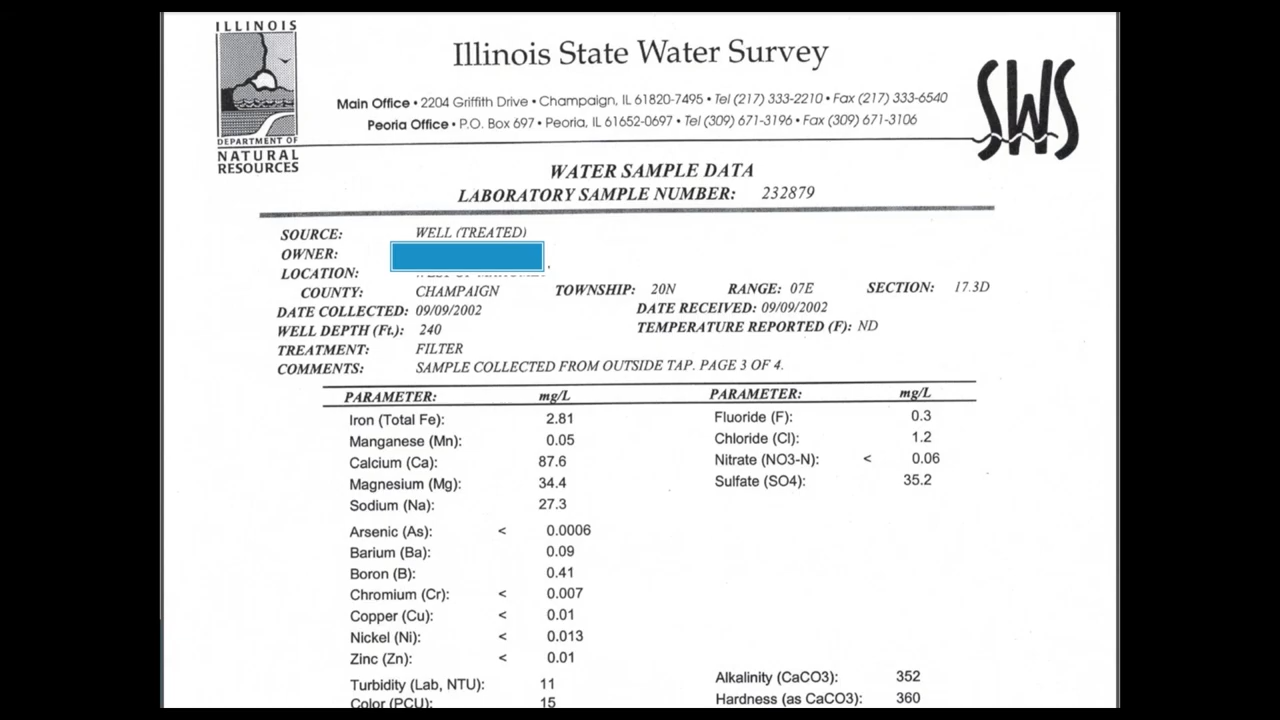 ILLINOIS
DEPARTMENT OF
NATURAL
RESOURCES
Illinois State Water Survey
Main Office • 2204 Griffith Drive • Champaign, IL 61820-7495 • Tel (217) 333-2210 • Fax (217) 333-6540
Peoria Office • P.O. Box 697 • Peoria, IL 61652-0697 • Tel (309) 671-3196 • Fax (309) 671-3106
SWS
WATER SAMPLE DATA
LABORATORY SAMPLE NUMBER: 232879
SOURCE: WELL (TREATED)
OWNER:
LOCATION:
COUNTY: CHAMPAIGN TOWNSHIP: 20N RANGE: 07E SECTION: 17.3D
DATE COLLECTED: 09/09/2002 DATE RECEIVED: 09/09/2002
WELL DEPTH (Ft.): 240 TEMPERATURE REPORTED (F): ND
TREATMENT: FILTER
COMMENTS: SAMPLE COLLECTED FROM OUTSIDE TAP. PAGE 3 OF 4.
PARAMETER: mg/L PARAMETER: mg/L
Iron (Total Fe): 2.81 Fluoride (F): 0.3
Manganese (Mn): 0.05 Chloride (Cl): 1.2
Calcium (Ca): 87.6 Nitrate (NO3-N): < 0.06
Magnesium (Mg): 34.4 Sulfate (SO4): 35.2
Sodium (Na): 27.3
Arsenic (As): < 0.0006
Barium (Ba): 0.09
Boron (B): 0.41
Chromium (Cr): < 0.007
Copper (Cu): < 0.01
Nickel (Ni): < 0.013
Zinc (Zn): < 0.01
Turbidity (Lab, NTU): 11 Alkalinity (CaCO3): 352
Color (PCU): 15 Hardness (as CaCO3): 360